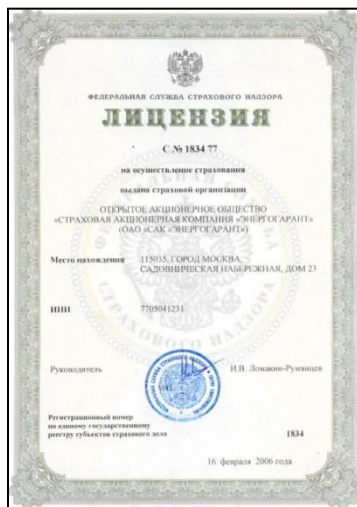 ФЕДЕРАЛЬНАЯ СЛУЖБА СТРАХОВОГО НАДЗОРА
ЛИЦЕНЗИЯ
С № 1834 77
на осуществление страхования
выдана страховой организации
ОТКРЫТОЕ АКЦИОНЕРНОЕ ОБЩЕСТВО
«СТРАХОВАЯ АКЦИОНЕРНАЯ КОМПАНИЯ «ЭНЕРГОГАРАНТ»
(ОАО «САК «ЭНЕРГОГАРАНТ»)
Место нахождения 115035, ГОРОД МОСКВА,
САДОВНИЧЕСКАЯ НАБЕРЕЖНАЯ, ДОМ 23
ИНН 7705041231
Руководитель И.В. Ломакин-Румянцев
Регистрационный номер
по единому государственному
реестру субъектов страхового дела 1834
16 февраля 2006 года